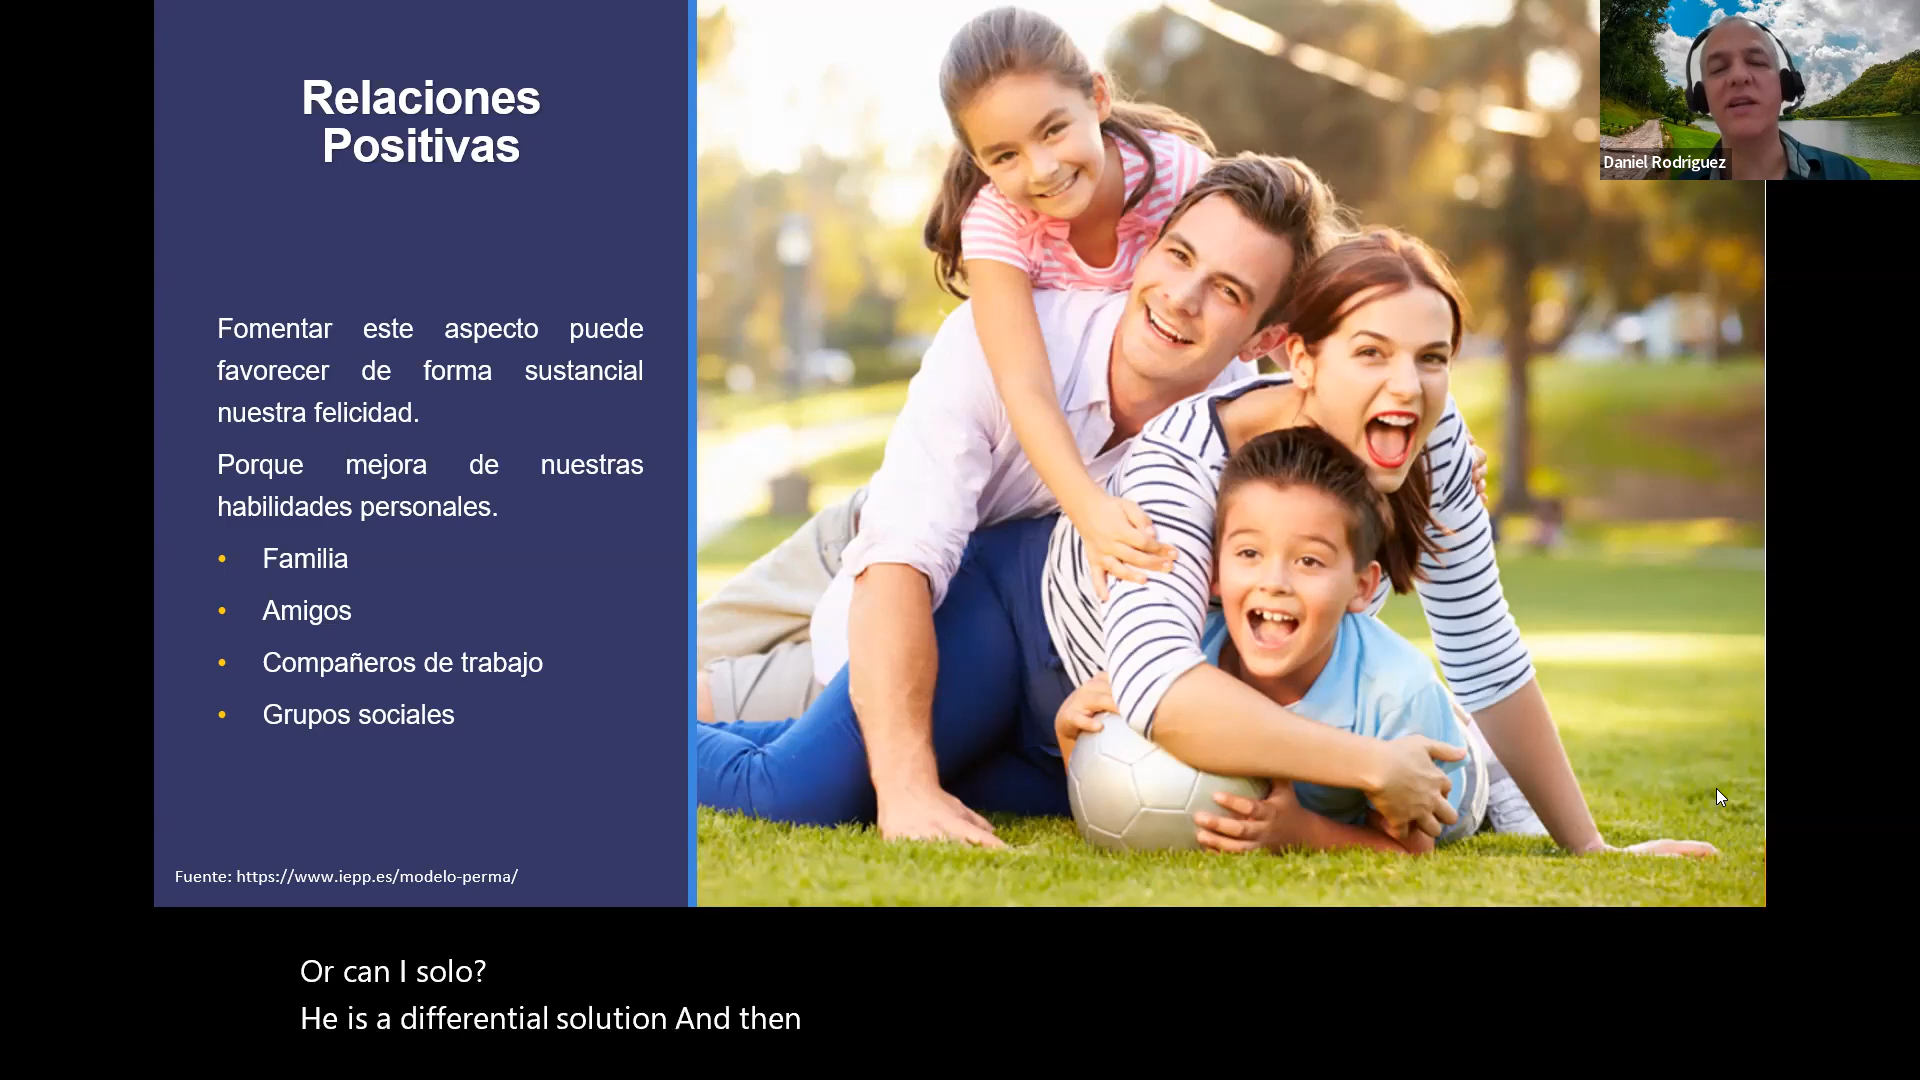 Relaciones
Positivas
Fomentar este aspecto puede
favorecer de forma sustancial
nuestra felicidad.
Porque mejora de nuestras
habilidades personales.
• Familia
• Amigos
• Compañeros de trabajo
• Grupos sociales
Fuente: https://www.iepp.es/modelo-perma/
Daniel Rodriguez
Or can I solo?
He is a differential solution And then